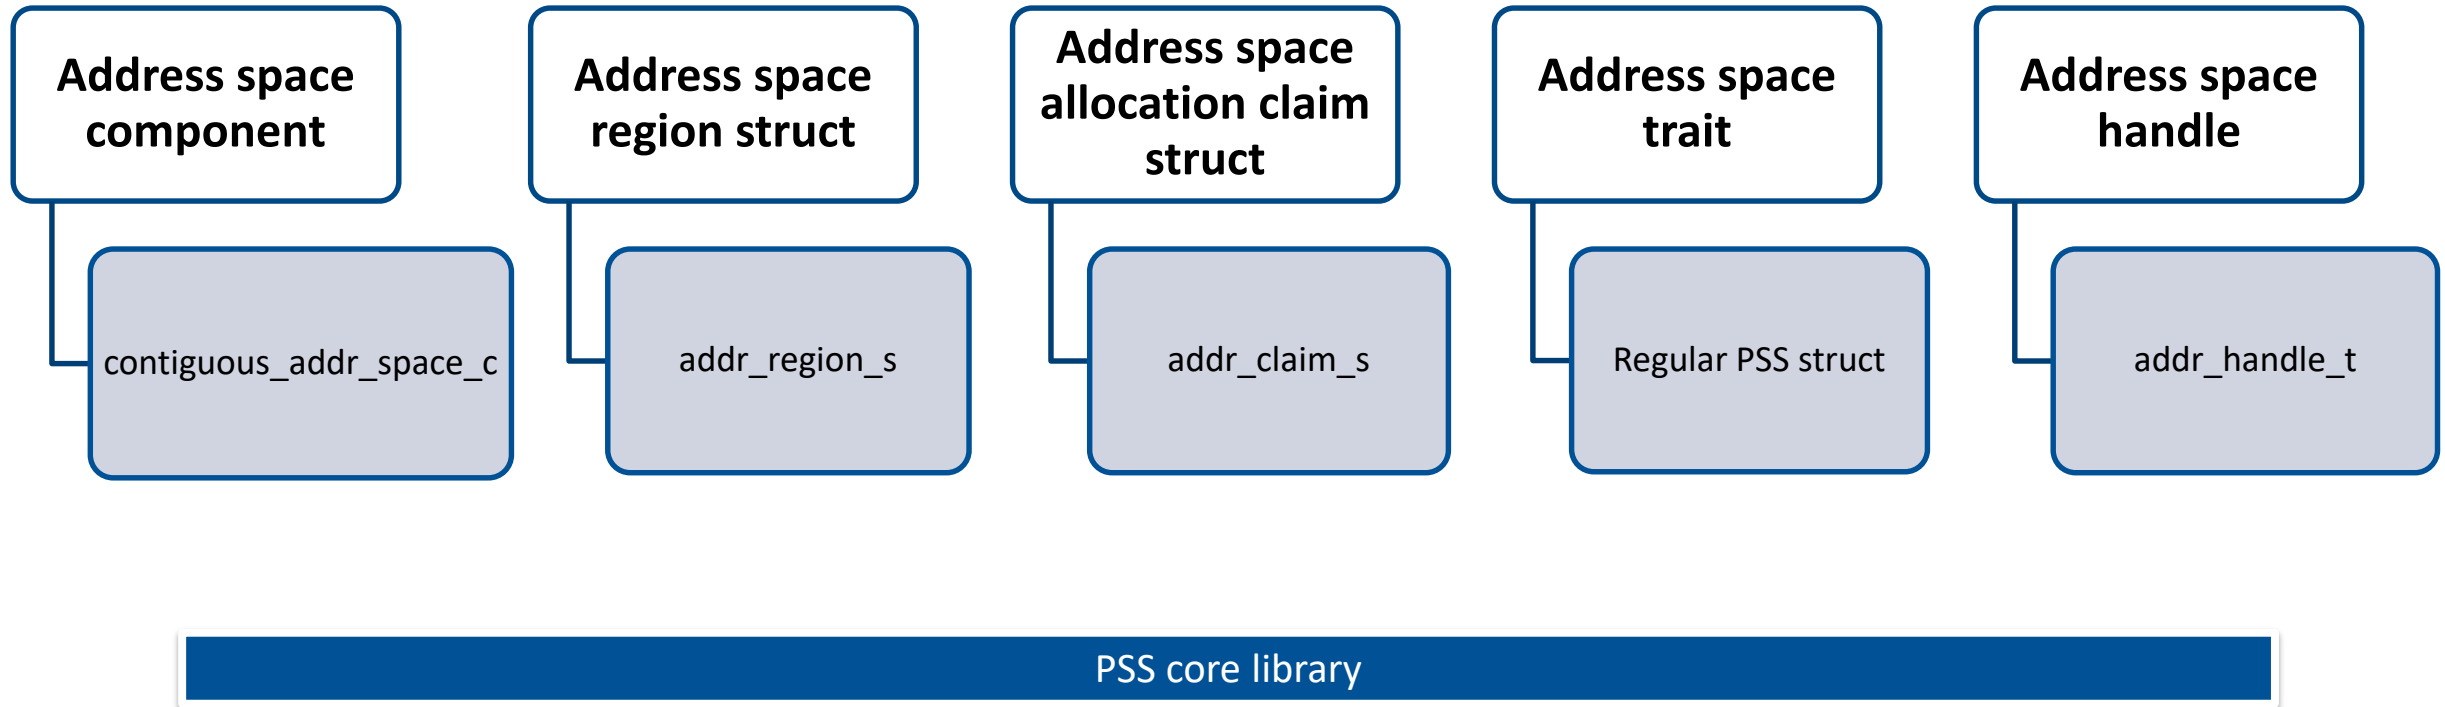 Address space
component
Address space
region struct
Address space
allocation claim
struct
Address space
trait
Address space
handle
contiguous_addr_space_c
addr_region_s
addr_claim_s
Regular PSS struct
addr_handle_t
PSS core library